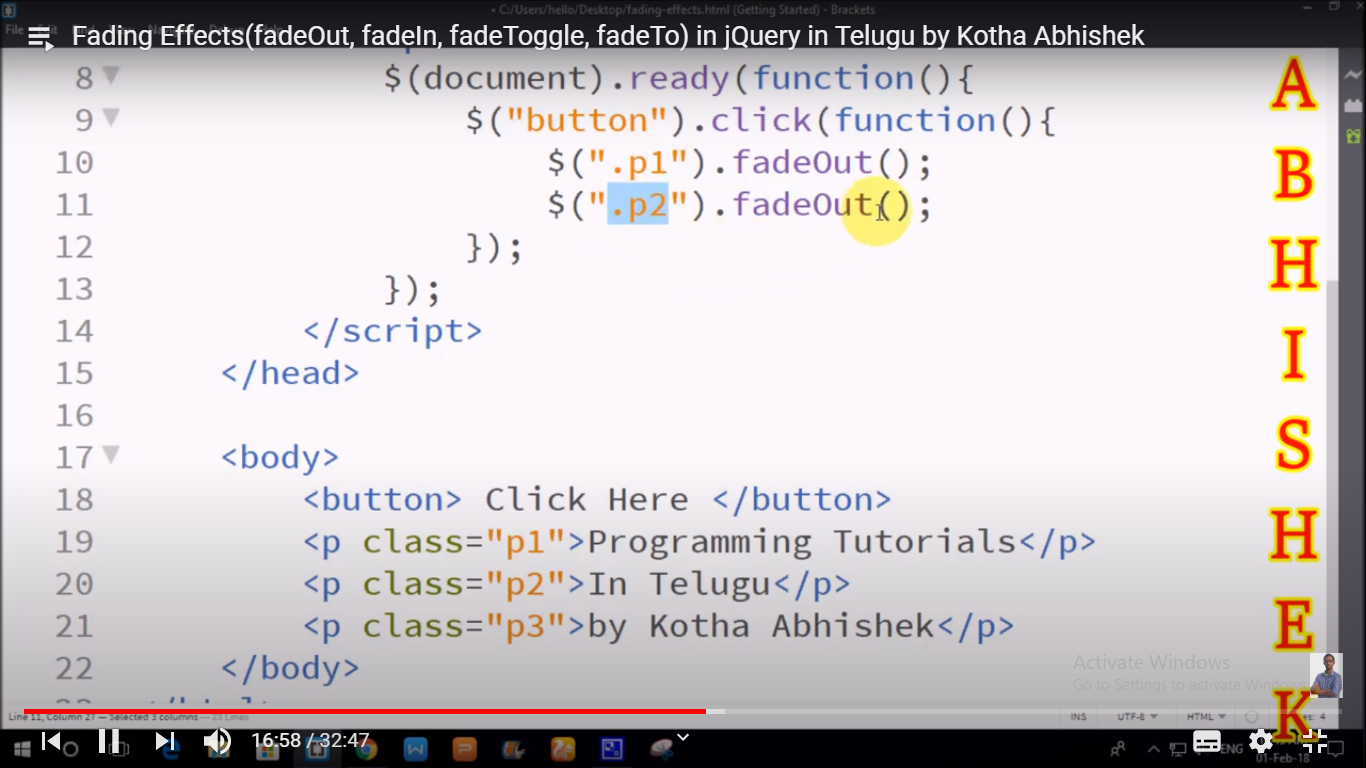 C:/Users/hello/Desktop/fading-effects.html (Getting Started) - Brackets
File
Fading Effects(fadeOut, fadeIn, fadeToggle, fadeTo) in jQuery in Telugu by Kotha Abhishek
8 $(document).ready(function(){
9 $("button").click(function(){
10 $(".p1").fadeOut();
11 $(".p2").fadeOut();
12 });
13 });
14 </script>
15 </head>
16
17 <body>
18 <button> Click Here </button>
19 <p class="p1">Programming Tutorials</p>
20 <p class="p2">In Telugu</p>
21 <p class="p3">by Kotha Abhishek</p>
22 </body>
A
B
H
I
S
H
E
K
Activate Windows
Go to Settings to activate Windows
Line 11, Column 27 — Selected 3 columns — 23 Lines
INS UTF-8 HTML
16:58 / 32:47
ENG
01-Feb-18